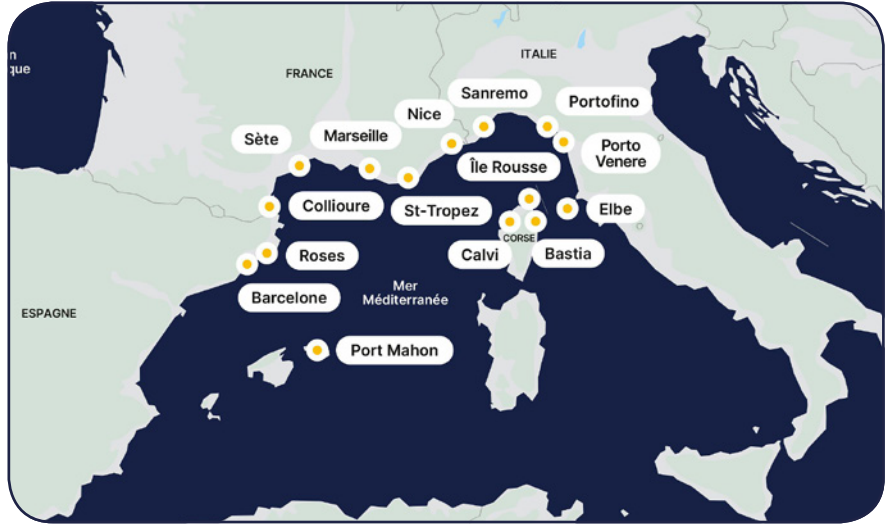 n
que
FRANCE
ITALIE
Sanremo
Portofino
Nice
Marseille
Sète
Porto
Venere
Île Rousse
Collioure
St-Tropez
Elbe
CORSE
Calvi
Bastia
Roses
Mer
Méditerranée
Barcelone
ESPAGNE
Port Mahon